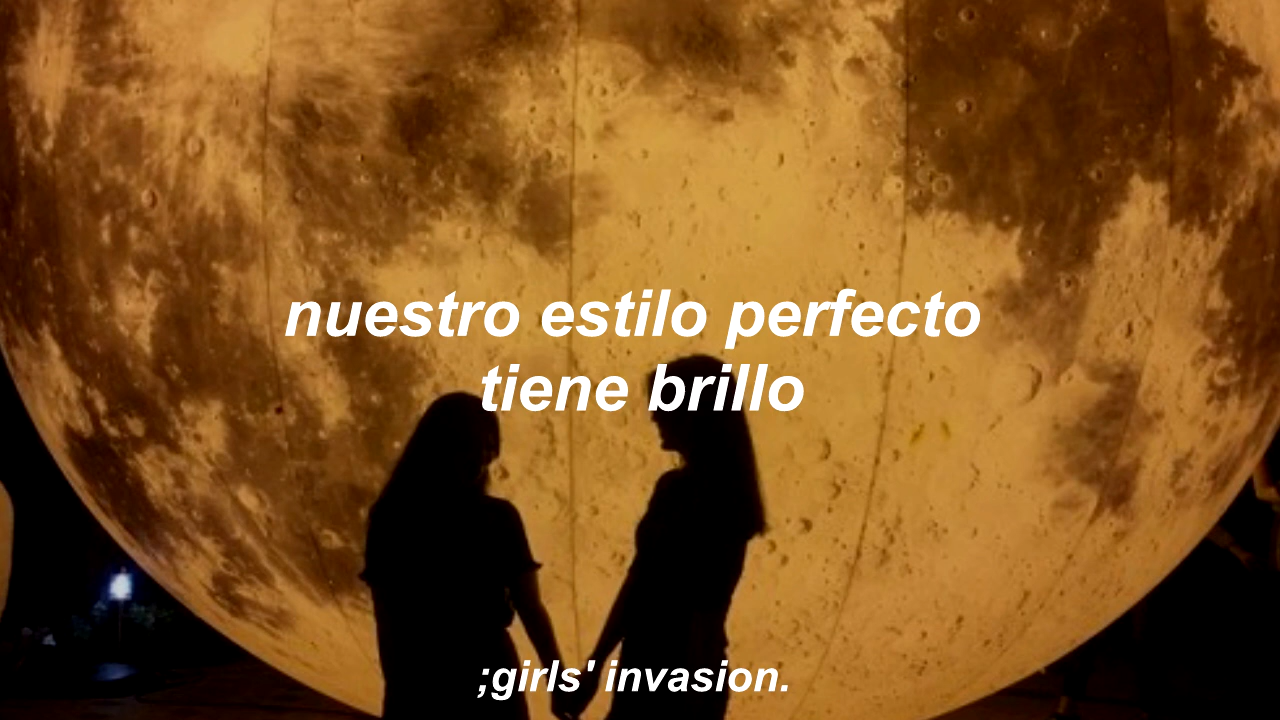 nuestro estilo perfecto
tiene brillo
;girls' invasion.